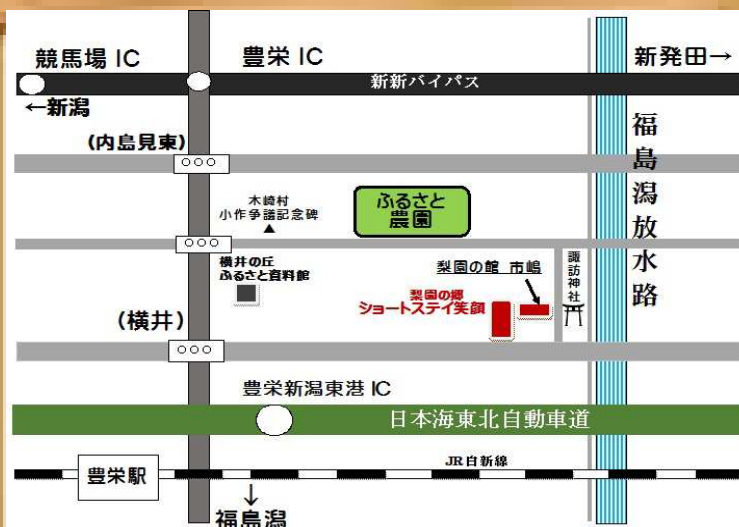 競馬場 IC
豊栄 IC
新発田→
新新バイパス
←新潟
(内島見東)
福島潟放水路
木崎村
小作争議記念碑
▲
ふるさと
農園
横井の丘
ふるさと資料館
梨園の館 市嶋
諏訪神社
梨園の郷
ショートステイ笑顔
(横井)
豊栄新潟東港 IC
日本海東北自動車道
JR白新線
豊栄駅
↓
福島潟